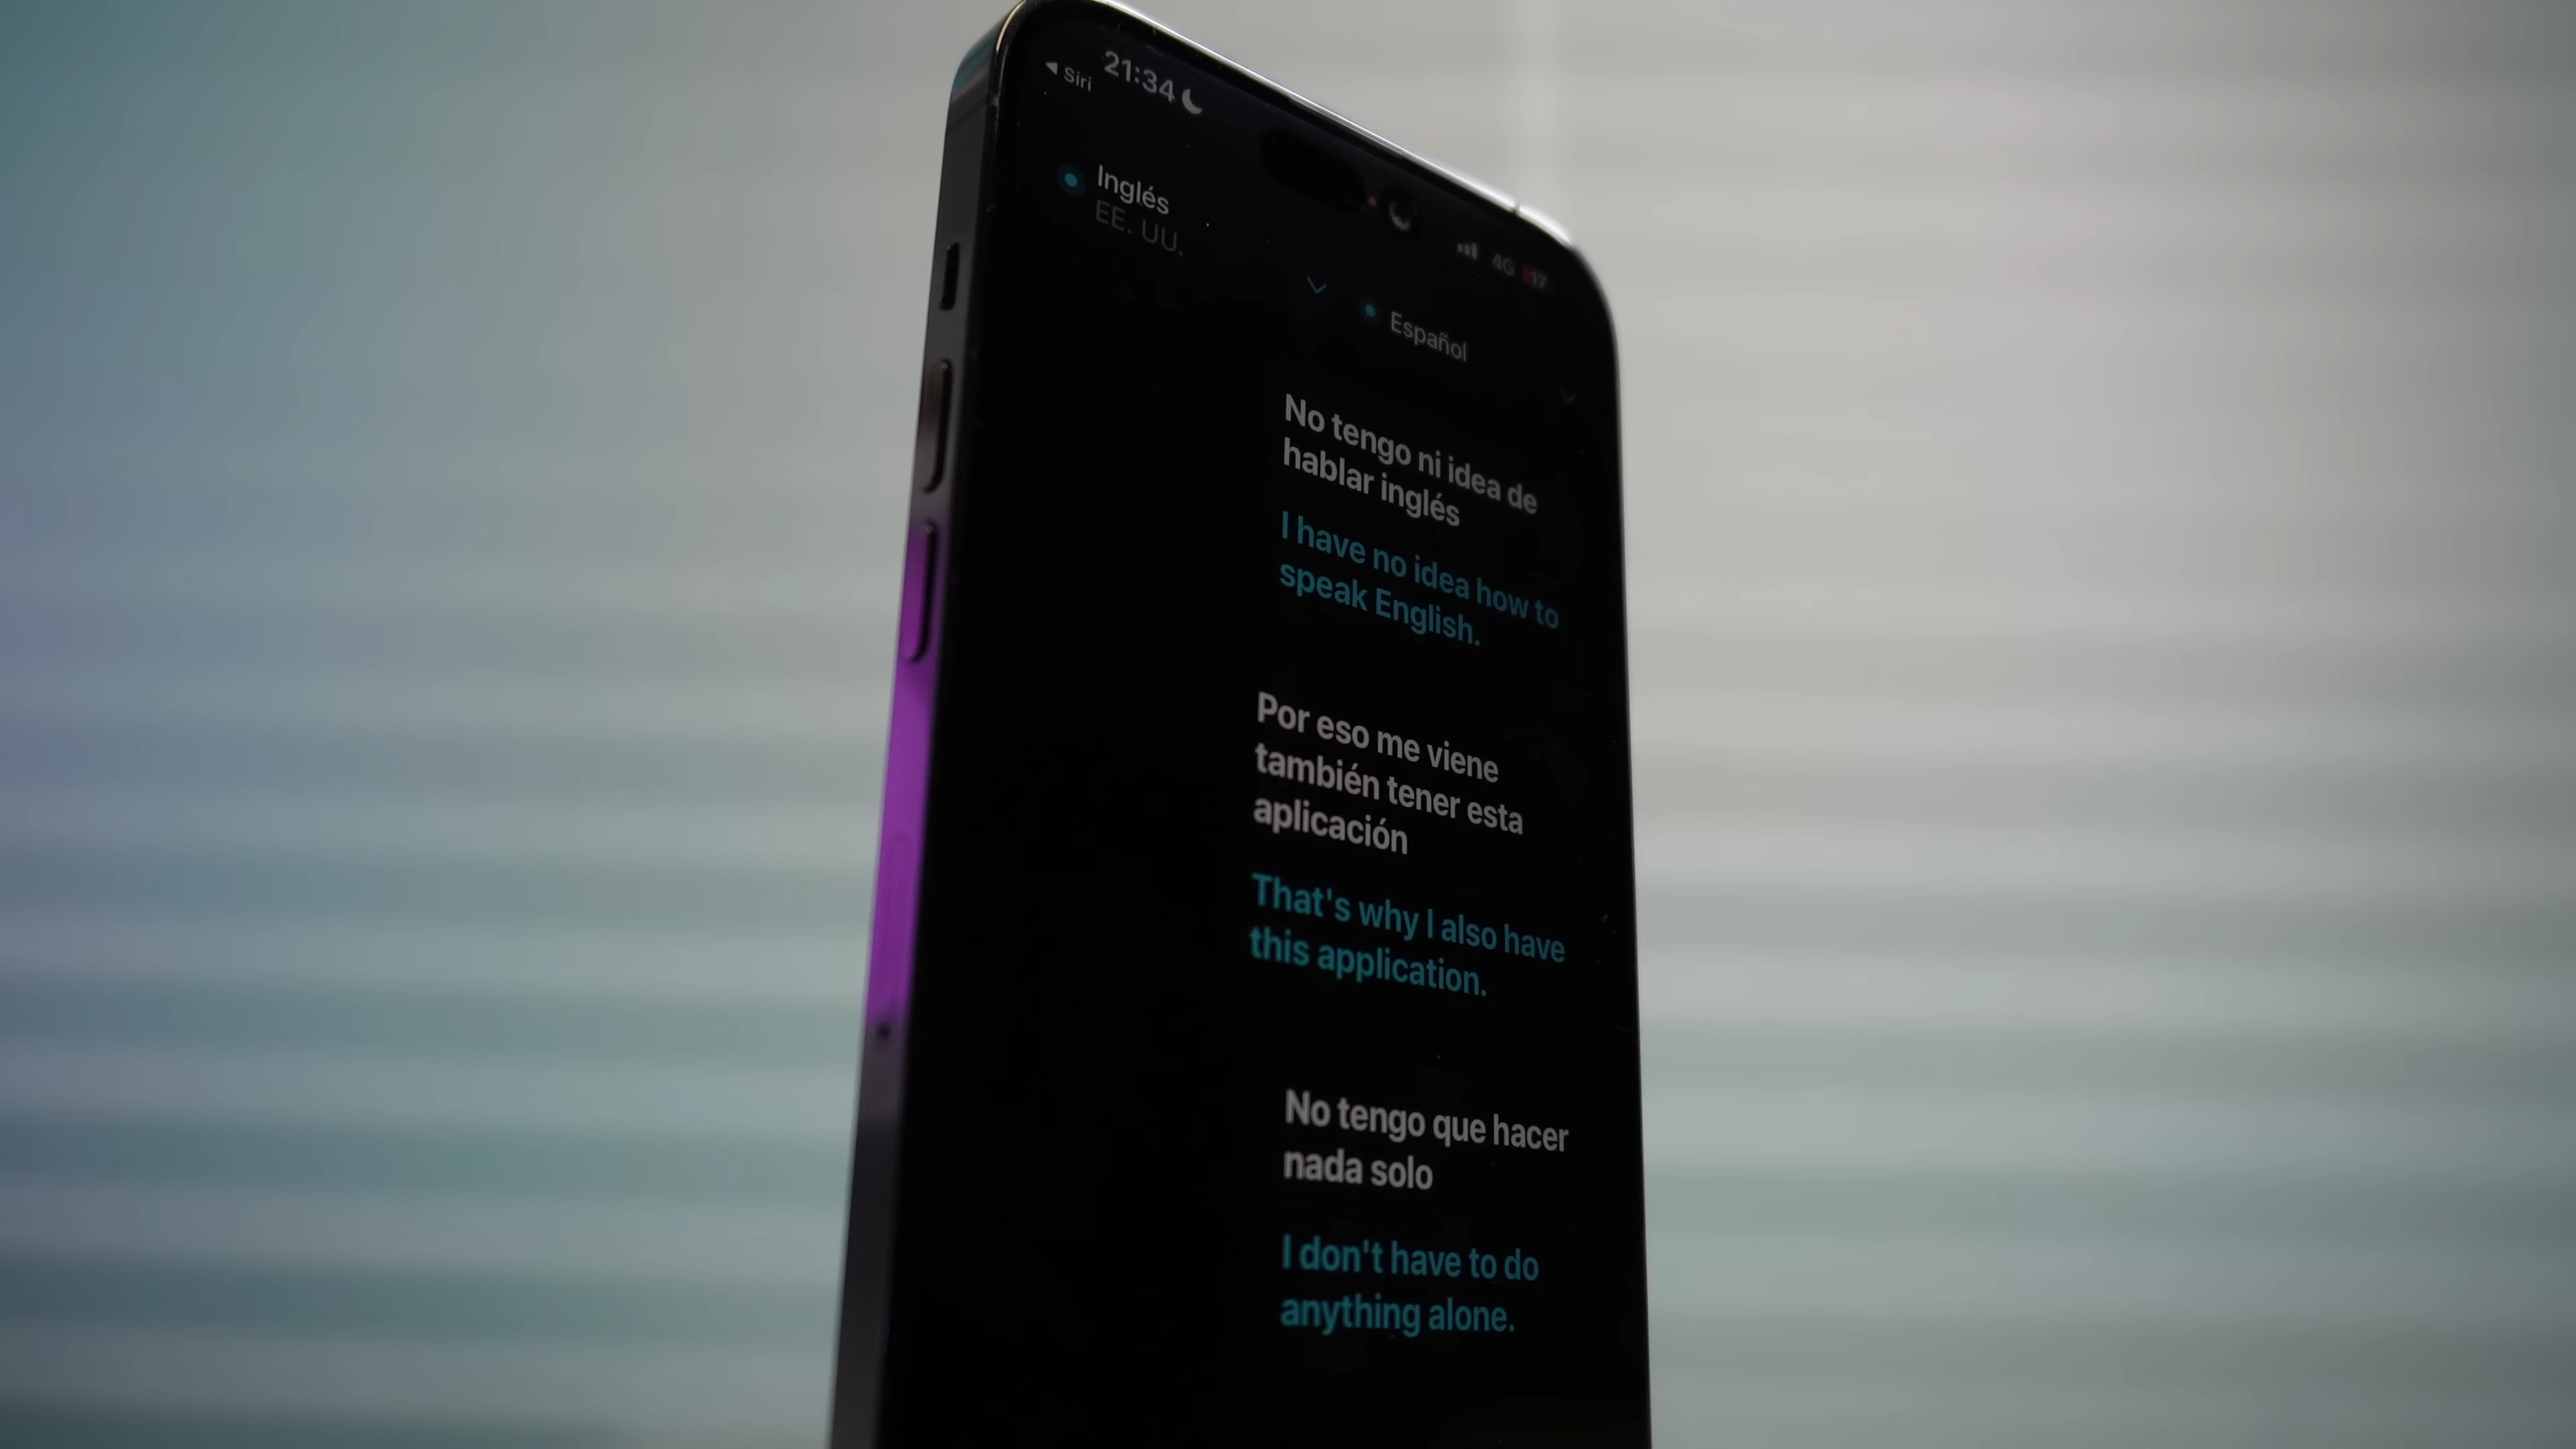 Siri 21:34
4G 17
Inglés
EE. UU.
Español
No tengo ni idea de
hablar inglés
I have no idea how to
speak English.
Por eso me viene
también tener esta
aplicación
That's why I also have
this application.
No tengo que hacer
nada solo
I don't have to do
anything alone.